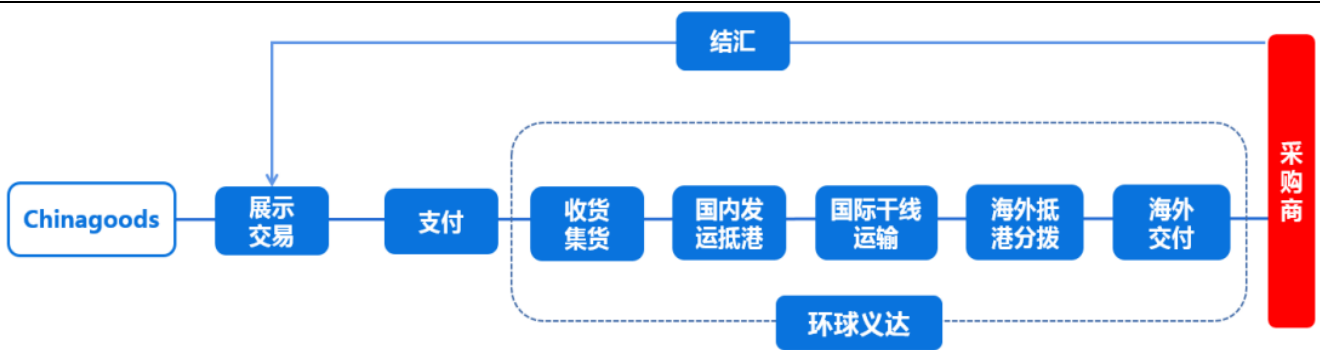 结汇
Chinagoods
展示
交易
支付
收货
集货
国内发
运抵港
国际干线
运输
海外抵
港分拨
海外
交付
采
购
商
环球义达